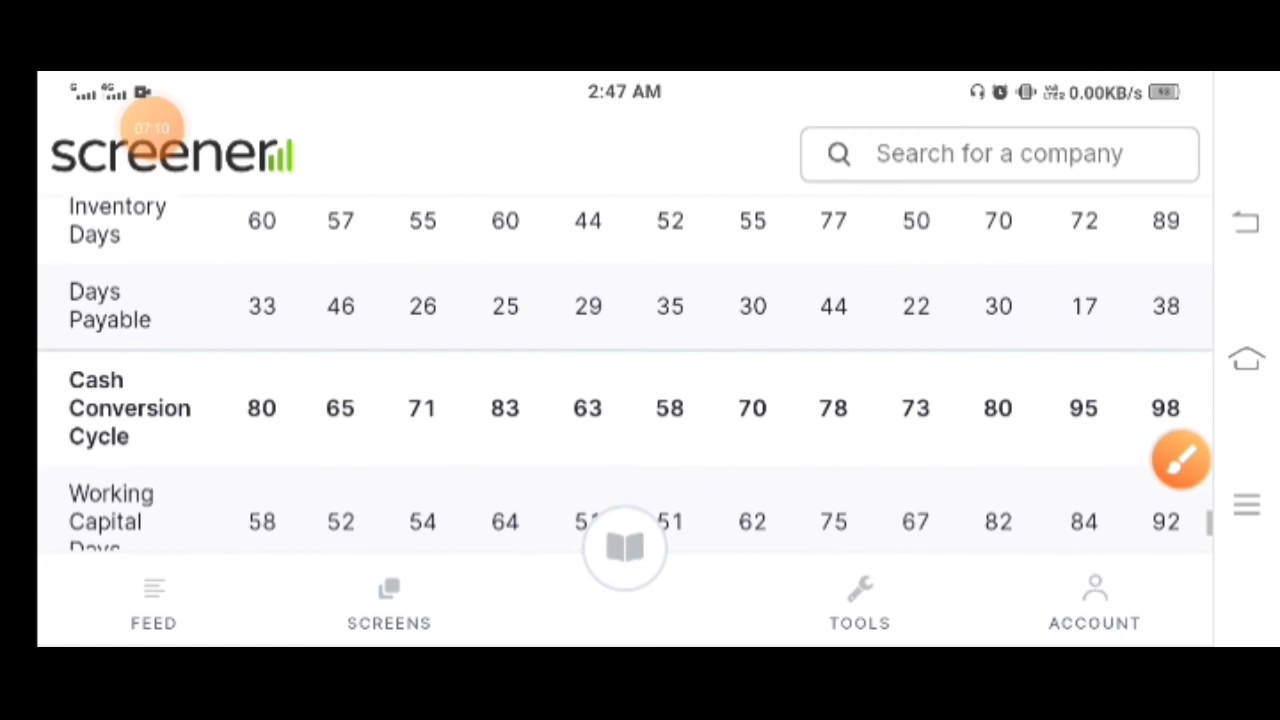 2:47 AM
0.00KB/s
07:10
screener
Search for a company
Inventory
Days 60 57 55 60 44 52 55 77 50 70 72 89
Days
Payable 33 46 26 25 29 35 30 44 22 30 17 38
Cash
Conversion 80 65 71 83 63 58 70 78 73 80 95 98
Cycle
Working
Capital 58 52 54 64 51 62 75 67 82 84 92
Days
FEED SCREENS TOOLS ACCOUNT